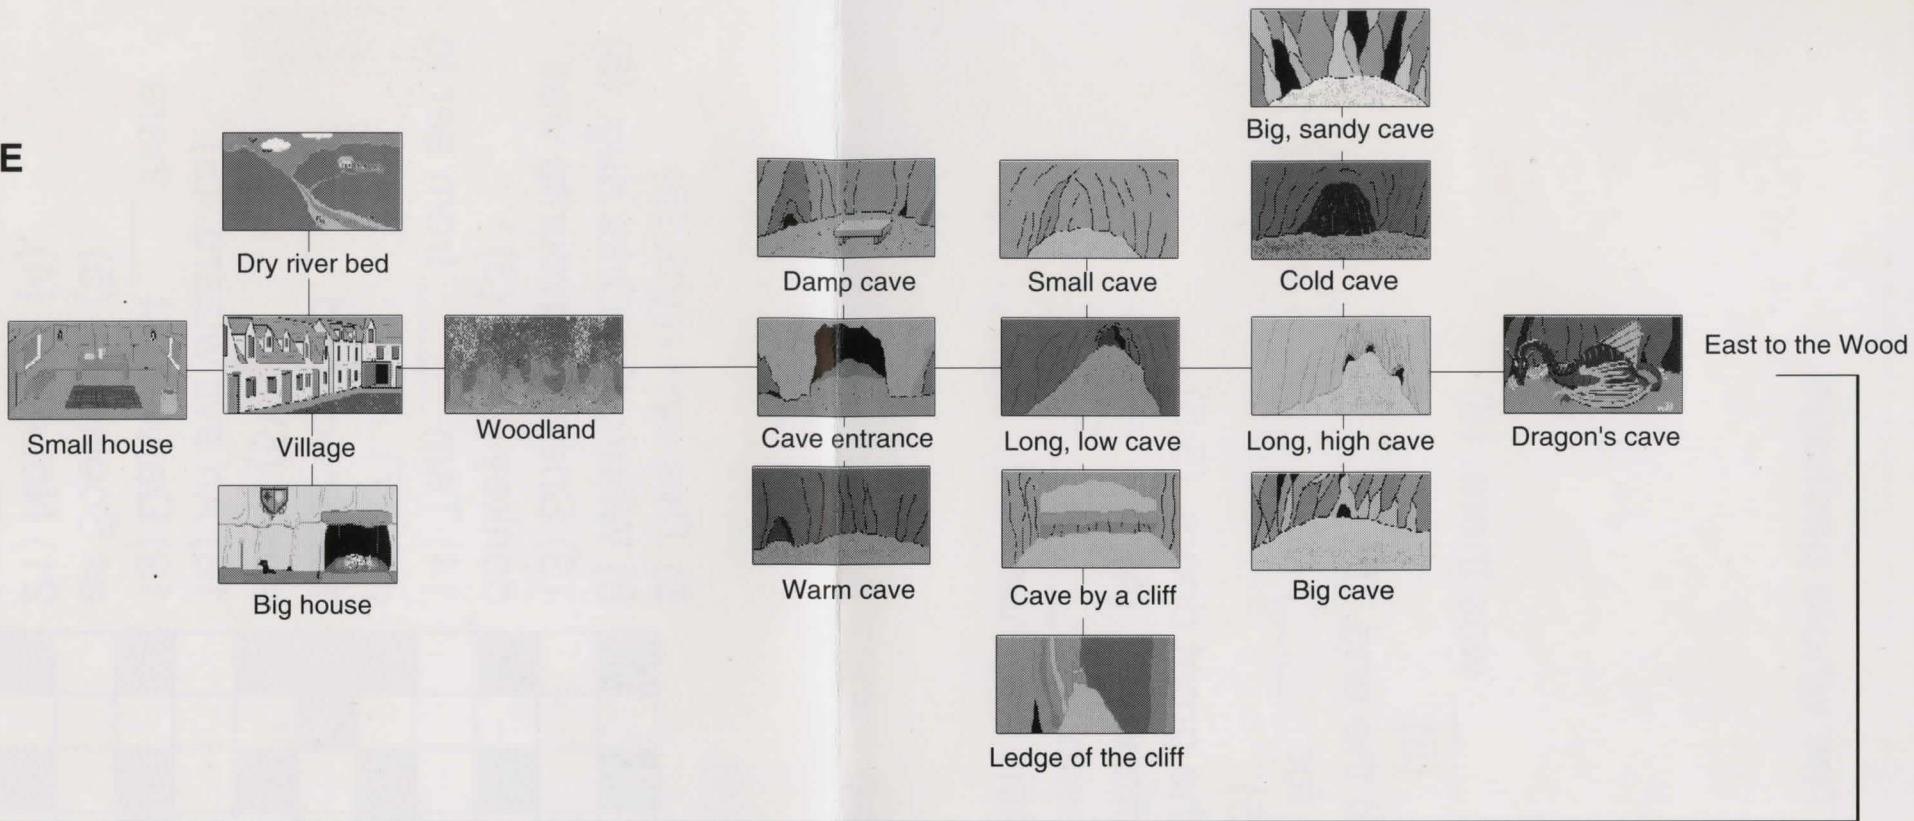 E
Big, sandy cave
Dry river bed
Damp cave
Small cave
Cold cave
East to the Wood
Small house
Village
Woodland
Cave entrance
Long, low cave
Long, high cave
Dragon's cave
Big house
Warm cave
Cave by a cliff
Big cave
Ledge of the cliff